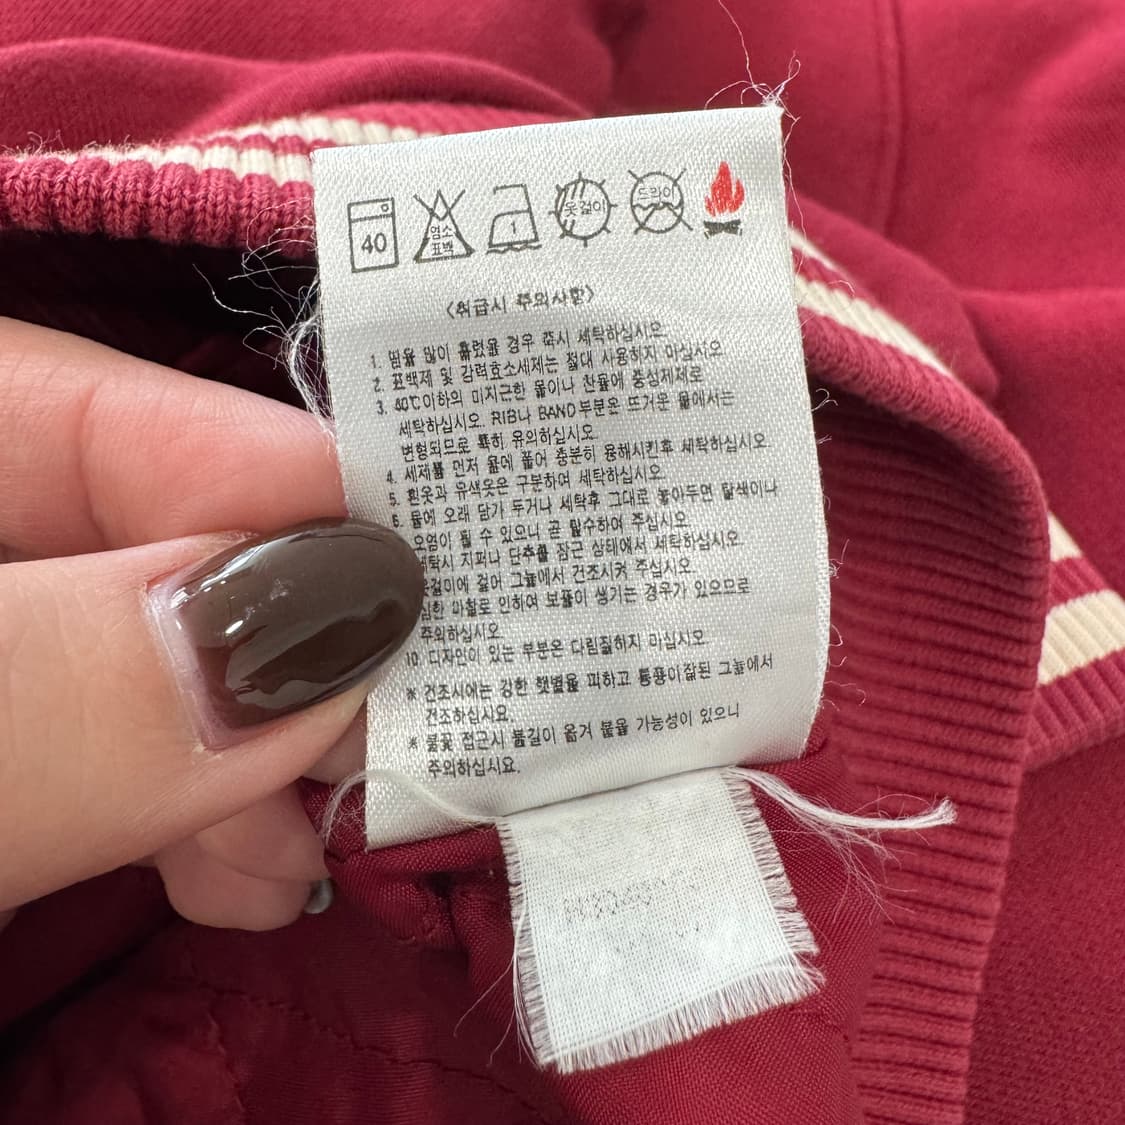 40
염소
표백
1
옷걸이
드라이
<취급시 주의사항>
1. 땀을 많이 흘렸을 경우 즉시 세탁하십시오.
2. 표백제 및 강력효소세제는 절대 사용하지 마십시오.
3. 40℃이하의 미지근한 물이나 찬물에 중성제제로
세탁하십시오. RIB나 BAND부분은 뜨거운 물에서는
변형되므로 특히 유의하십시오.
4. 세제를 먼저 물에 풀어 충분히 용해시킨후 세탁하십시오.
5. 흰옷과 유색옷은 구분하여 세탁하십시오.
6. 물에 오래 담가 두거나 세탁후 그대로 놓아두면 탈색이나
오염이 될 수 있으니 곧 탈수하여 주십시오.
세탁시 지퍼나 단추를 잠근 상태에서 세탁하십시오.
옷걸이에 걸어 그늘에서 건조시켜 주십시오.
심한 마찰로 인하여 보풀이 생기는 경우가 있으므로
주의하십시오.
10. 디자인이 있는 부분은 다림질하지 마십시오.
※ 건조시에는 강한 햇볕을 피하고 통풍이잘된 그늘에서
건조하십시요.
※ 불꽃 접근시 불길이 옮겨 붙을 가능성이 있으니
주의하십시요.